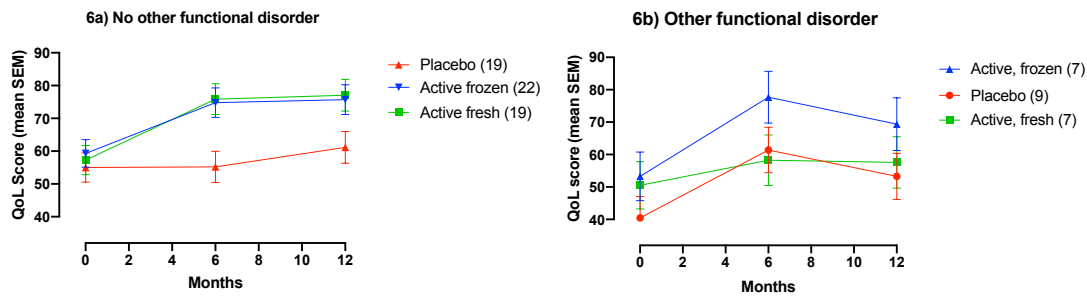 6a) No other functional disorder
QoL Score (mean SEM)
90
80
70
60
50
40
0
2
4
6
8
10
12
Months
Placebo (19)
Active frozen (22)
Active fresh (19)
6b) Other functional disorder
QoL score (mean SEM)
90
80
70
60
50
40
0
2
4
6
8
10
12
Months
Active, frozen (7)
Placebo (9)
Active, fresh (7)